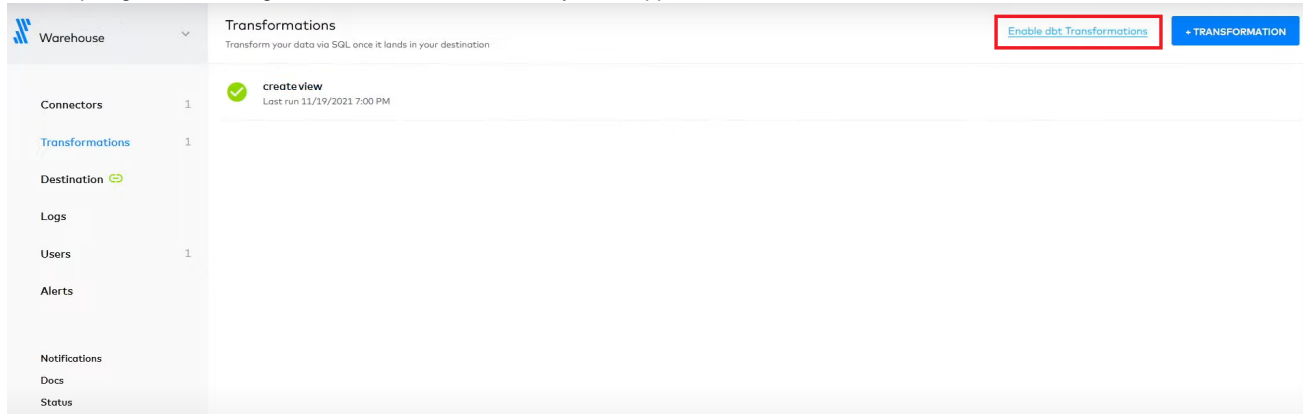 Warehouse
Transformations
Transform your data via SQL once it lands in your destination
Enable dbt Transformations
+ TRANSFORMATION
Connectors 1
Transformations 1
Destination
Logs
Users 1
Alerts
Notifications
Docs
Status
createview
Last run 11/19/2021 7:00 PM